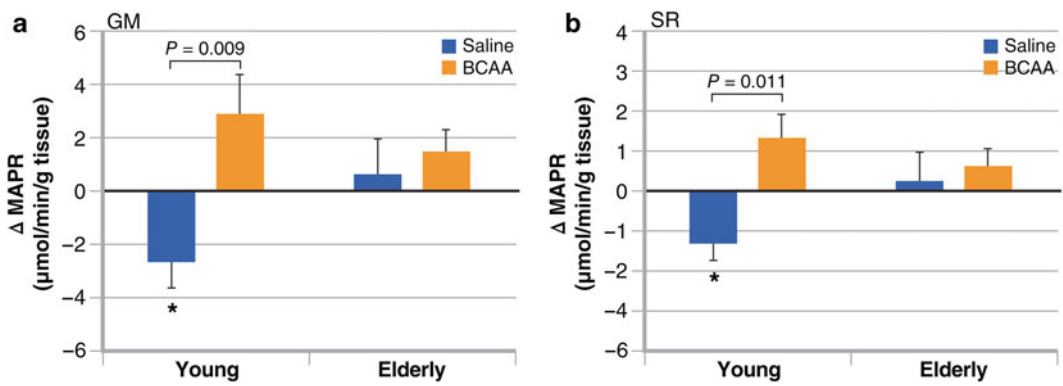 a
GM
Δ MAPR
(μmol/min/g tissue)
6
4
2
0
−2
−4
−6
P = 0.009
Saline
BCAA
*
Young
Elderly
b
SR
Δ MAPR
(μmol/min/g tissue)
4
3
2
1
0
−1
−2
−4
−6
P = 0.011
Saline
BCAA
*
Young
Elderly